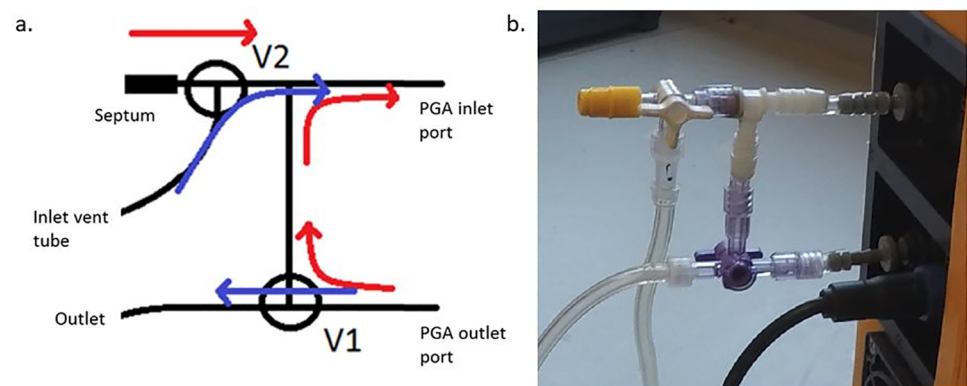 a.
b.
V2
Septum
PGA inlet
port
Inlet vent
tube
Outlet
V1
PGA outlet
port